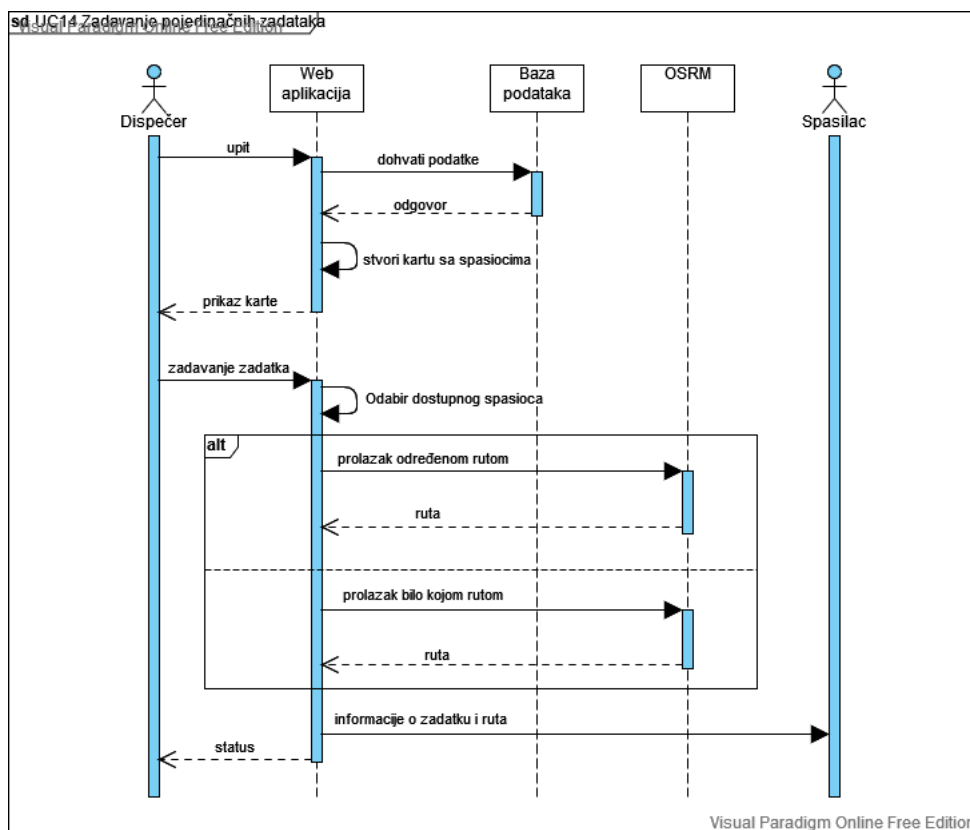 sd UC14 Zadavanje pojedinačnih zadataka
Visual Paradigm Online Free Edition
Web
aplikacija
Baza
podataka
OSRM
Dispečer
Spasilac
upit
dohvati podatke
odgovor
stvori kartu sa spasiocima
prikaz karte
zadavanje zadatka
Odabir dostupnog spasioca
alt
prolazak određenom rutom
ruta
prolazak bilo kojom rutom
ruta
informacije o zadatku i ruta
status
Visual Paradigm Online Free Edition